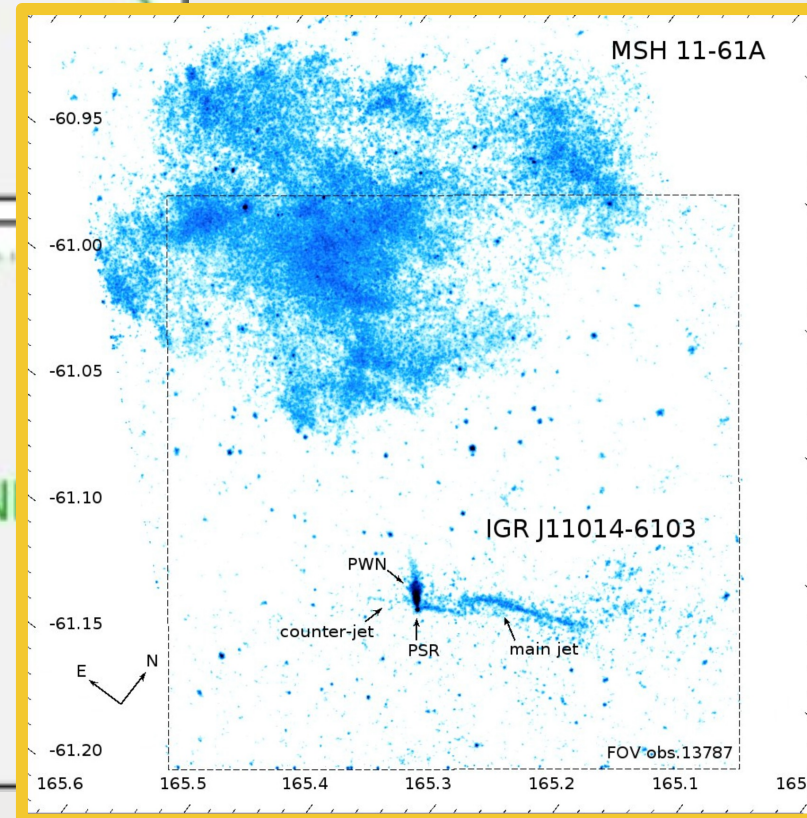 MSH 11-61A
-60.95
-61.00
-61.05
-61.10
IGR J11014-6103
PWN
-61.15
counter-jet
PSR
main jet
E
N
-61.20
FOV obs.13787
165.6
165.5
165.4
165.3
165.2
165.1